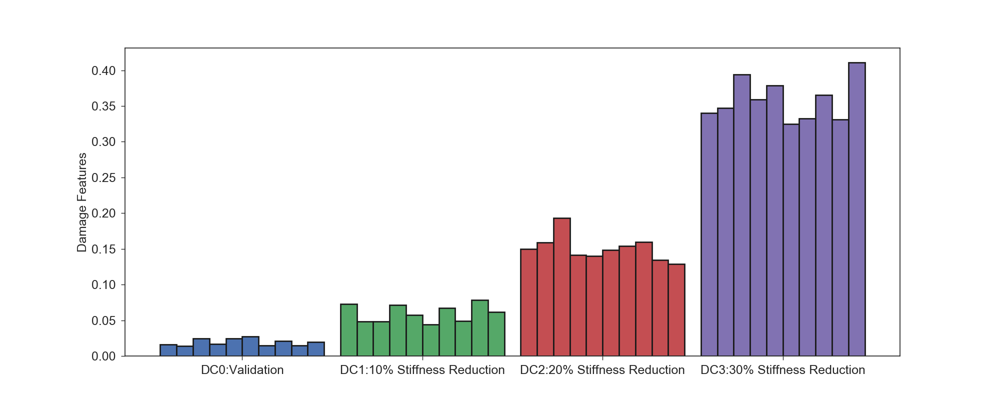 Damage Features
0.40
0.35
0.30
0.25
0.20
0.15
0.10
0.05
0.00
DC0:Validation
DC1:10% Stiffness Reduction
DC2:20% Stiffness Reduction
DC3:30% Stiffness Reduction